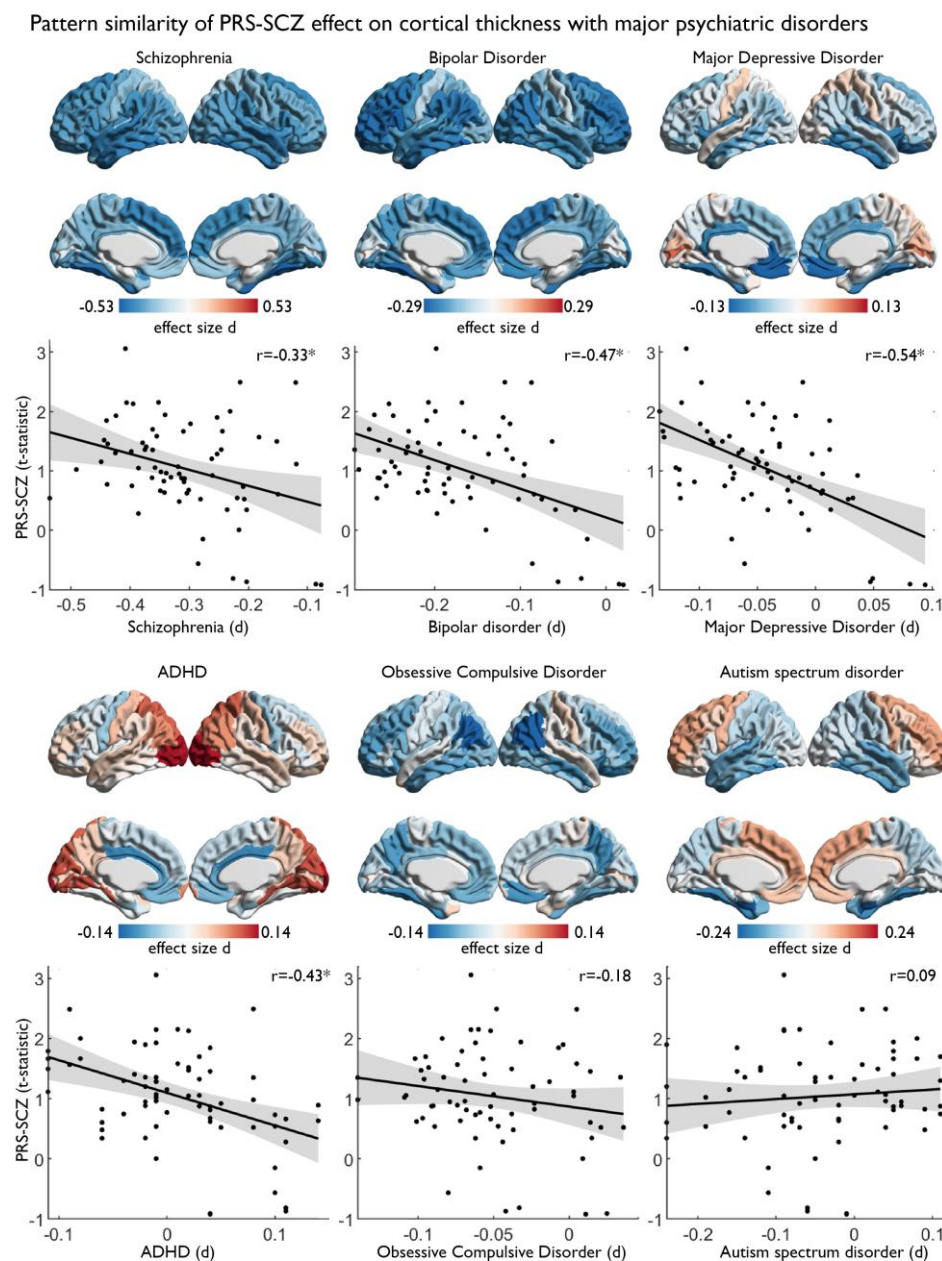 Pattern similarity of PRS-SCZ effect on cortical thickness with major psychiatric disorders
Schizophrenia
Bipolar Disorder
Major Depressive Disorder
-0.53 0.53
effect size d
-0.29 0.29
effect size d
-0.13 0.13
effect size d
PRS-SCZ (t-statistic)
3
2
1
0
-1
r=-0.33*
-0.5 -0.4 -0.3 -0.2 -0.1
Schizophrenia (d)
r=-0.47*
-0.2 -0.1 0
Bipolar disorder (d)
r=-0.54*
-0.1 -0.05 0 0.05 0.1
Major Depressive Disorder (d)
ADHD
Obsessive Compulsive Disorder
Autism spectrum disorder
-0.14 0.14
effect size d
-0.14 0.14
effect size d
-0.24 0.24
effect size d
PRS-SCZ (t-statistic)
3
2
1
0
-1
r=-0.43*
-0.1 0 0.1
ADHD (d)
r=-0.18
-0.1 -0.05 0
Obsessive Compulsive Disorder (d)
r=0.09
-0.2 -0.1 0 0.1
Autism spectrum disorder (d)